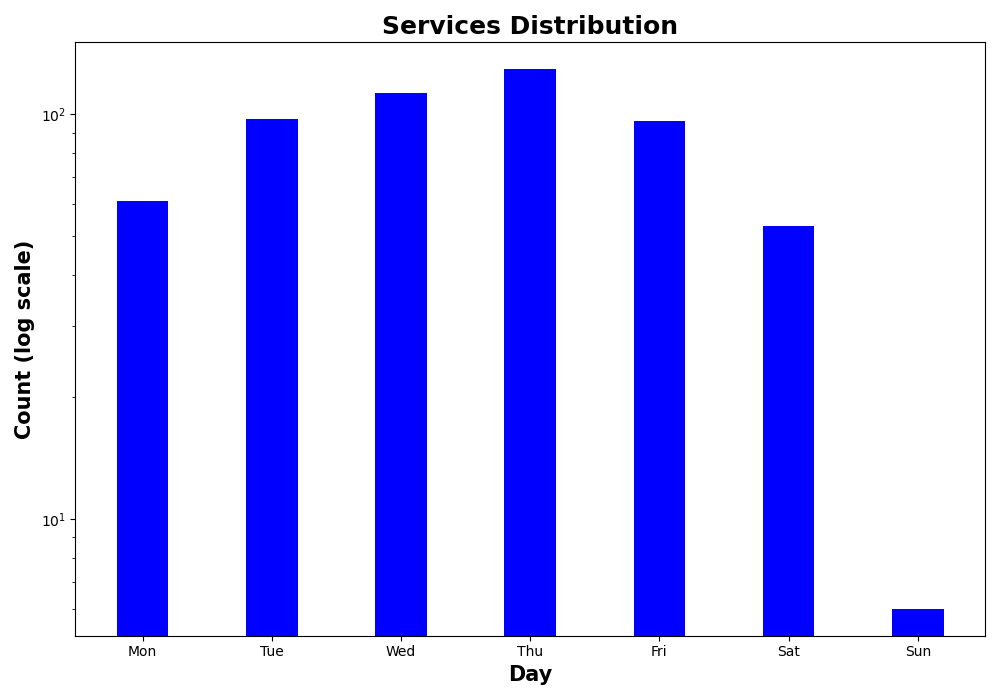 Services Distribution
Count (log scale)
10²
10¹
Mon Tue Wed Thu Fri Sat Sun
Day